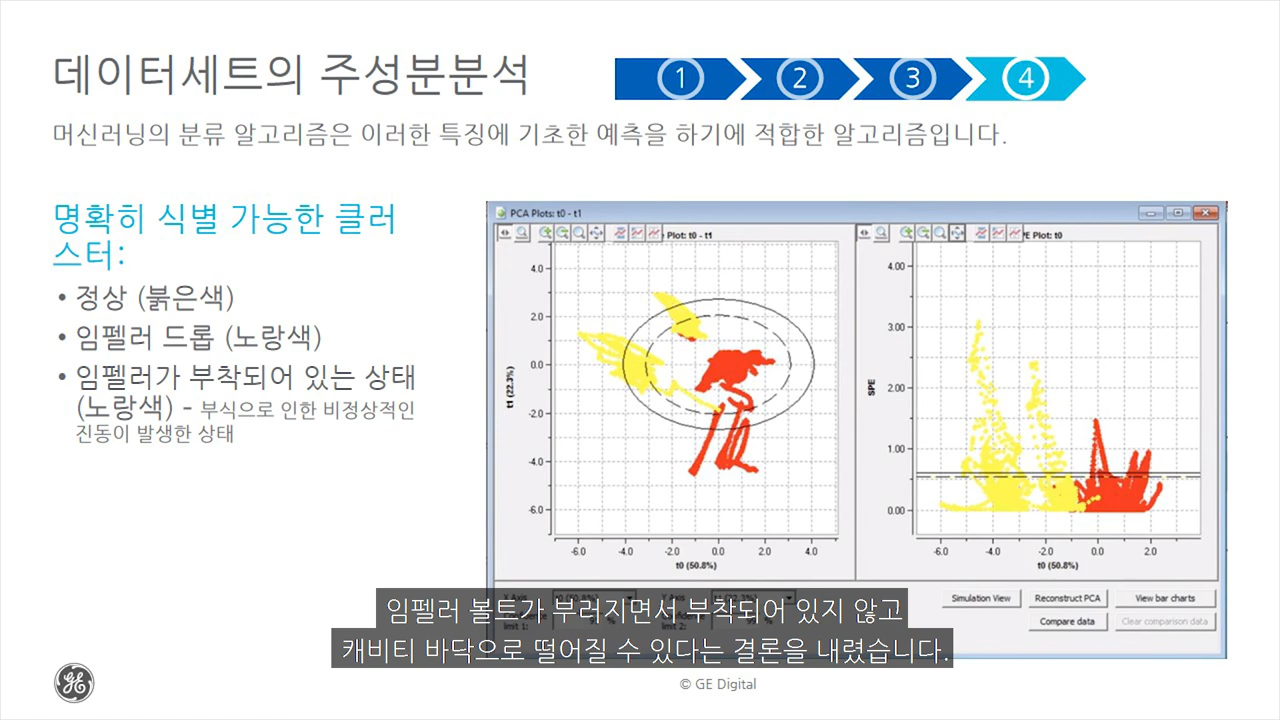 데이터세트의 주성분분석
1 2 3 4
머신러닝의 분류 알고리즘은 이러한 특징에 기초한 예측을 하기에 적합한 알고리즘입니다.
명확히 식별 가능한 클러
스터:
• 정상 (붉은색)
• 임펠러 드롭 (노랑색)
• 임펠러가 부착되어 있는 상태
(노랑색) - 부식으로 인한 비정상적인
진동이 발생한 상태
PCA Plots: t0 - t1
Plot: t0 - t1
4.0
2.0
0.0
-2.0
-4.0
-6.0
t1 (22.3%)
-6.0 -4.0 -2.0 0.0 2.0 4.0
t0 (50.8%)
Plot: t0
4.00
3.00
2.00
1.00
0.00
SPE
-6.0 -4.0 -2.0 0.0 2.0
t0 (50.8%)
Simulation View Reconstruct PCA View bar charts
Compare data Clear comparison data
임펠러 볼트가 부러지면서 부착되어 있지 않고
캐비티 바닥으로 떨어질 수 있다는 결론을 내렸습니다.
© GE Digital